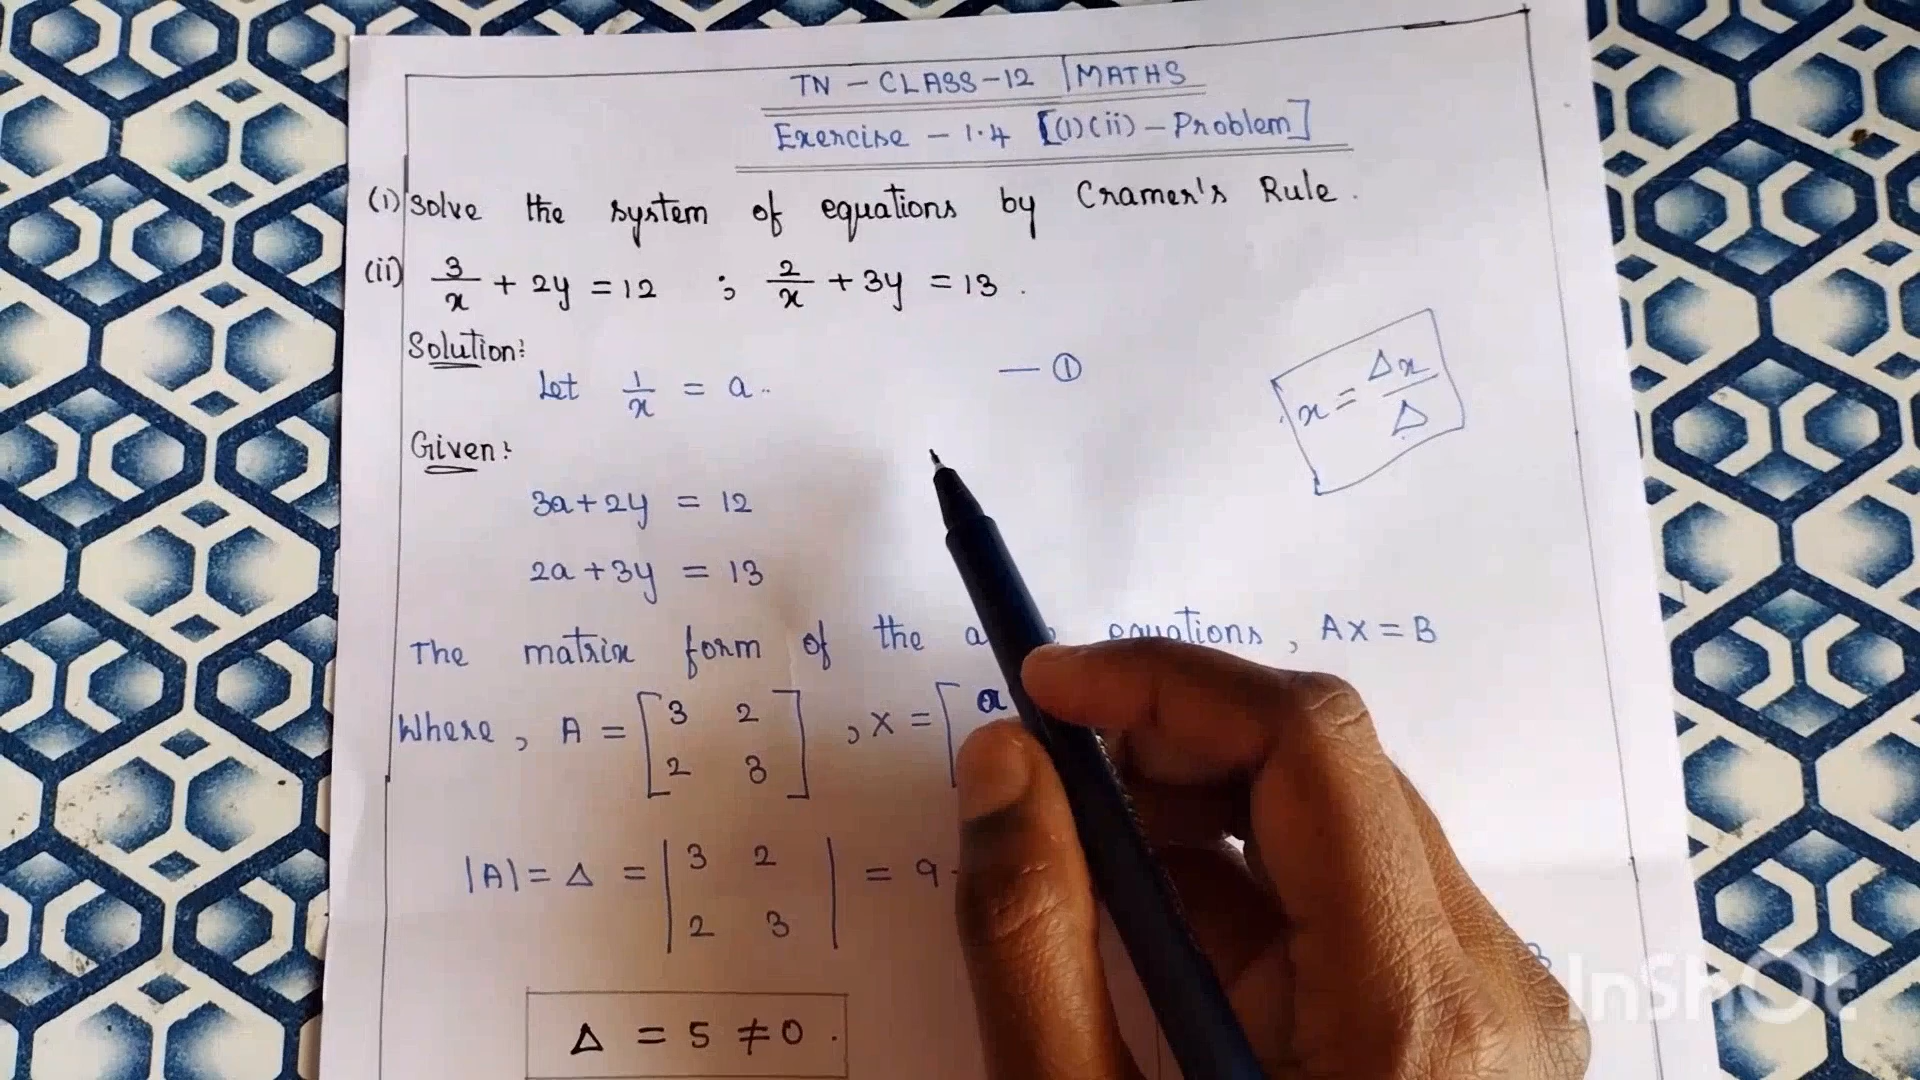 TN - CLASS-12 | MATHS
Exercise - 1.4 [(1)(ii) - Problem]
(1) Solve the system of equations by Cramer's Rule.
(ii) 3/x + 2y = 12 ; 2/x + 3y = 13.
Solution:
Let 1/x = a.. — ①
x = Δx/Δ
Given:
3a + 2y = 12
2a + 3y = 13
The matrix form of the equations, AX = B
Where, A = [3 2
2 3], X = [a
|A| = Δ = |3 2
2 3| = 9
Δ = 5 ≠ 0.
InShOt